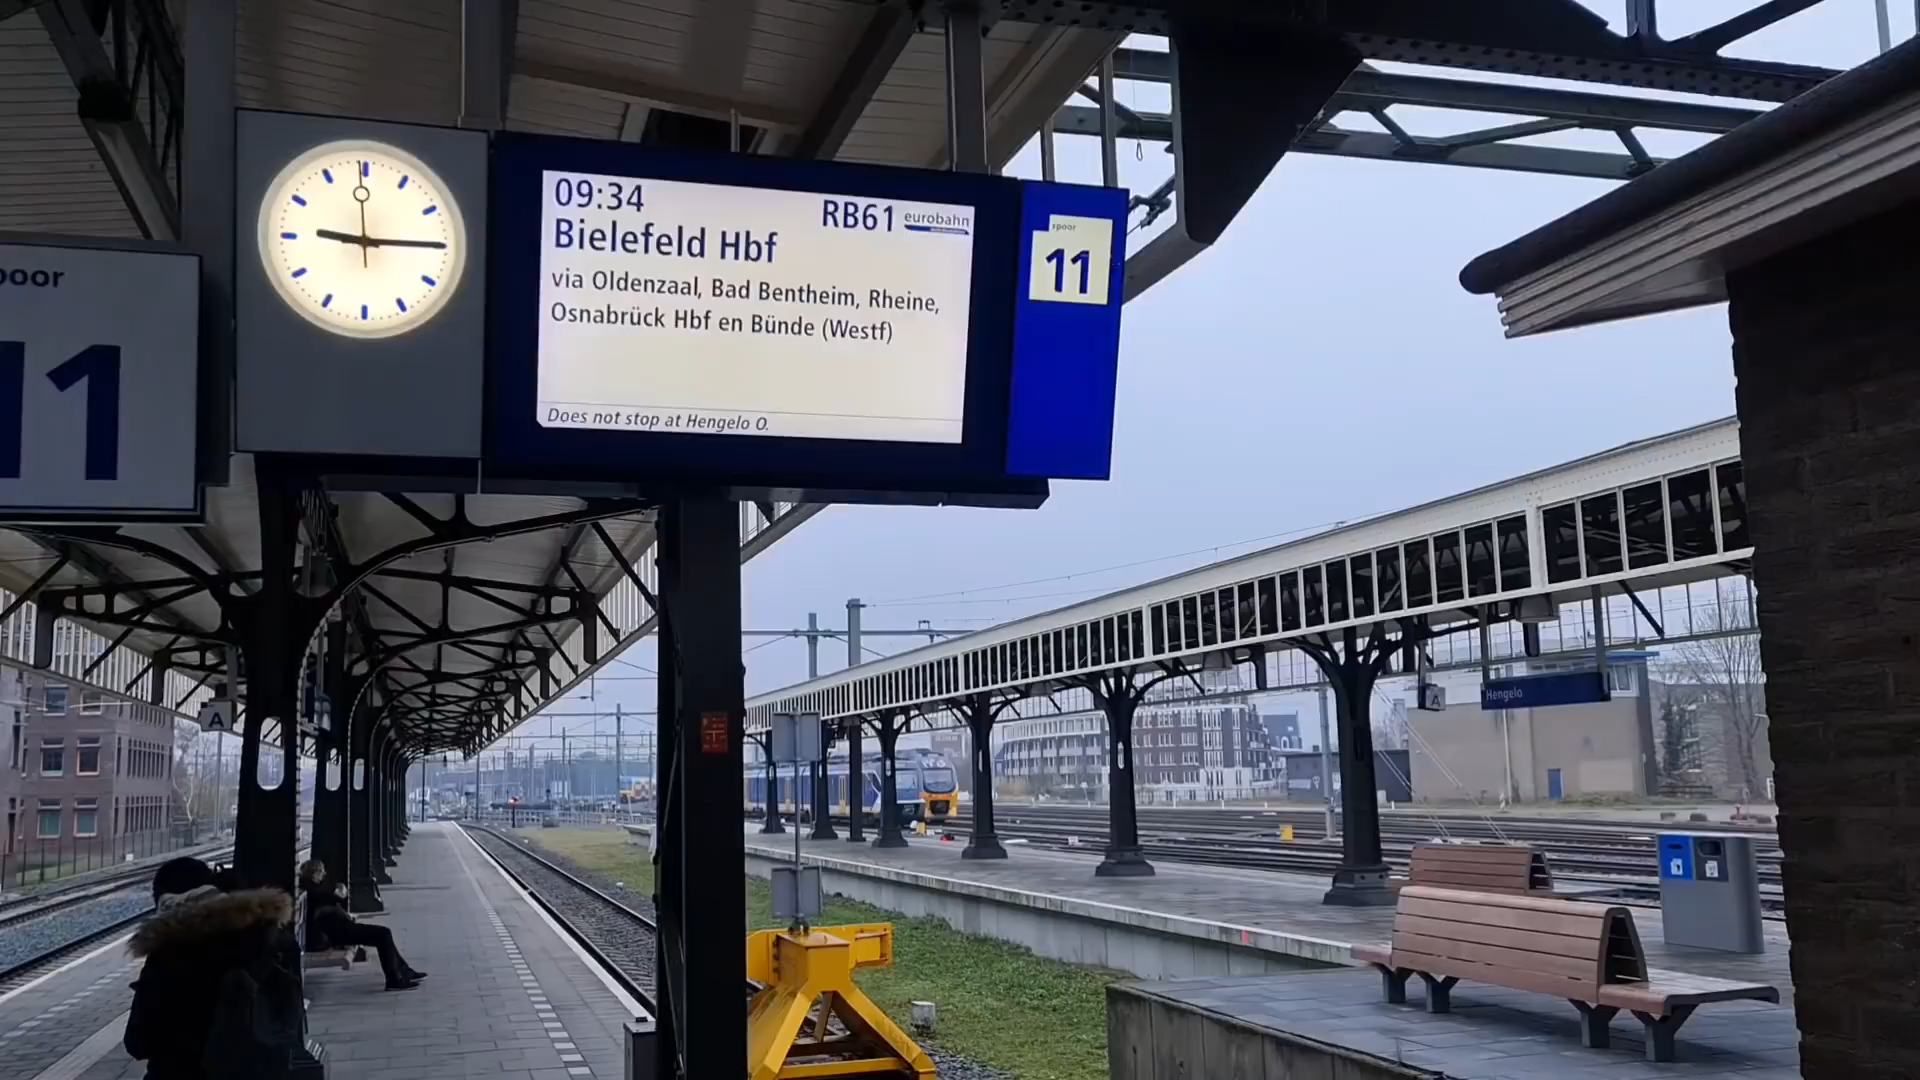 09:34
RB61 eurobahn
Bielefeld Hbf
via Oldenzaal, Bad Bentheim, Rheine,
Osnabrück Hbf en Bünde (Westf)
Does not stop at Hengelo O.
spoor
11
11
A
A
Hengelo